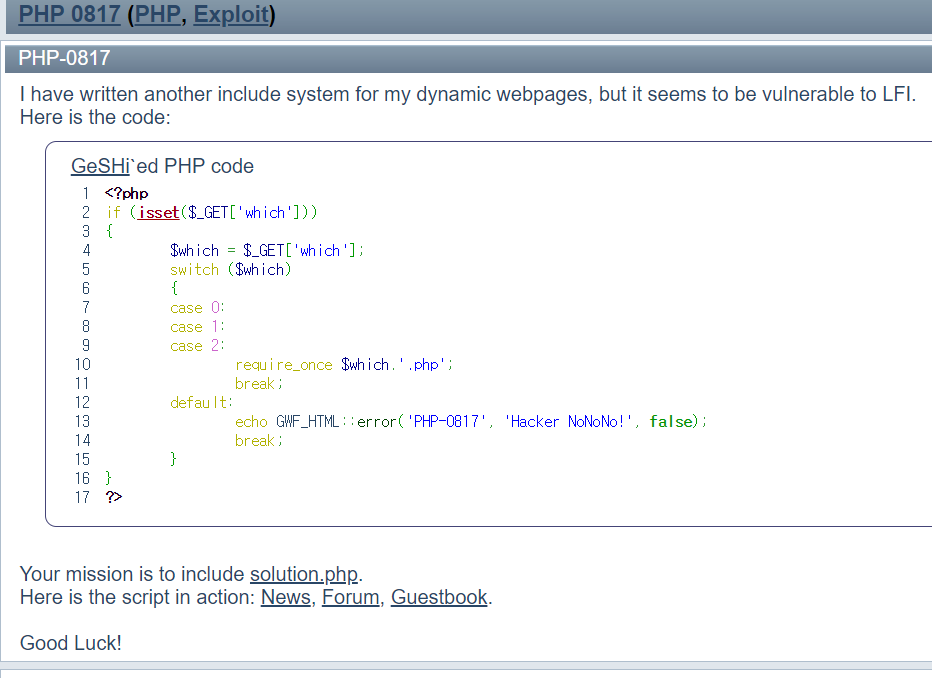 PHP 0817 (PHP, Exploit)
PHP-0817
I have written another include system for my dynamic webpages, but it seems to be vulnerable to LFI.
Here is the code:
GeSHi`ed PHP code
1 <?php
2 if (isset($_GET['which']))
3 {
4         $which = $_GET['which'];
5         switch ($which)
6         {
7         case 0:
8         case 1:
9         case 2:
10                 require_once $which.'.php';
11                 break;
12         default:
13                 echo GWF_HTML::error('PHP-0817', 'Hacker NoNoNo!', false);
14                 break;
15         }
16 }
17 ?>
Your mission is to include solution.php.
Here is the script in action: News, Forum, Guestbook.
Good Luck!